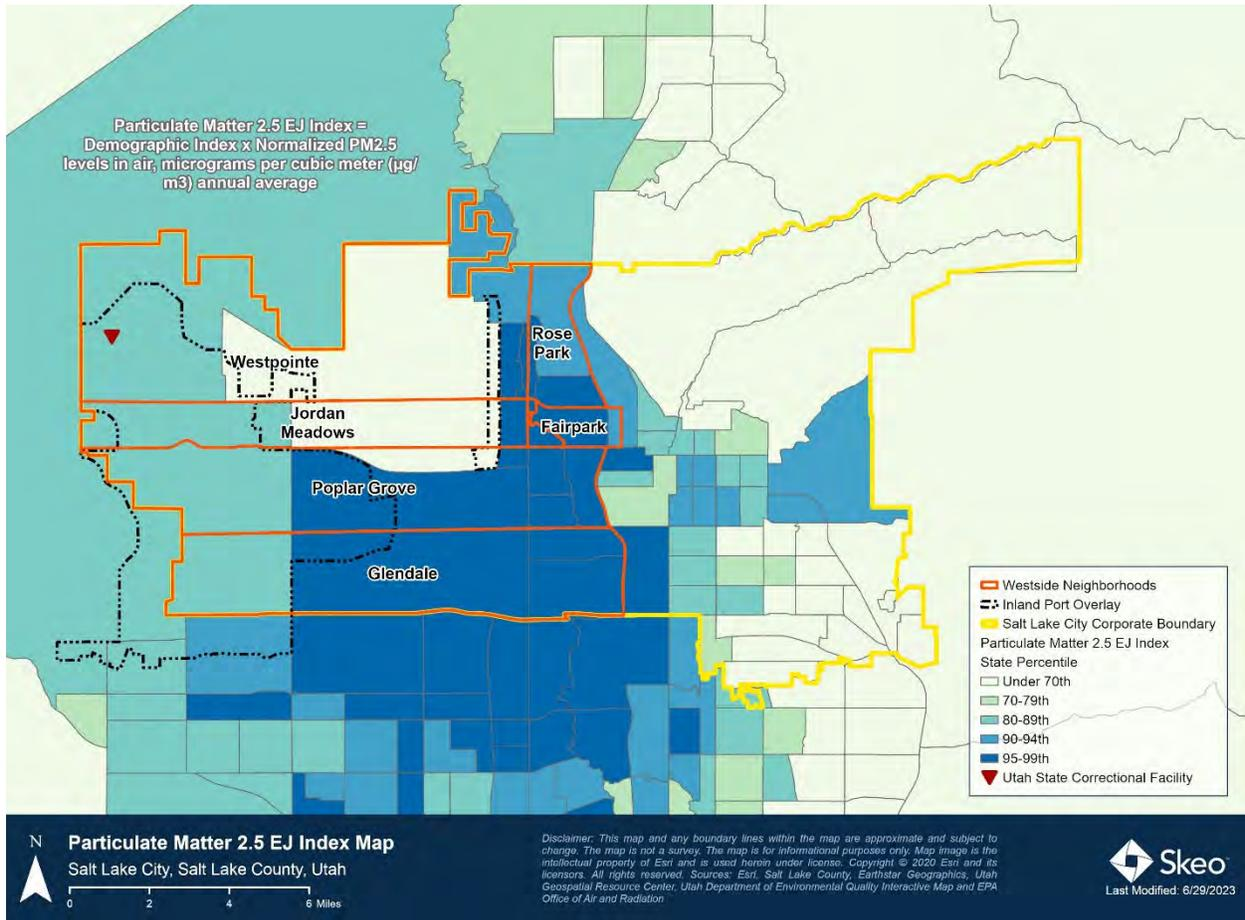 Particulate Matter 2.5 EJ Index =
Demographic Index x Normalized PM2.5
levels in air, micrograms per cubic meter (µg/
m3) annual average
Westpointe
Rose
Park
Jordan
Meadows
Fairpark
Poplar Grove
Glendale
Westside Neighborhoods
Inland Port Overlay
Salt Lake City Corporate Boundary
Particulate Matter 2.5 EJ Index
State Percentile
Under 70th
70-79th
80-89th
90-94th
95-99th
Utah State Correctional Facility
N
Particulate Matter 2.5 EJ Index Map
Salt Lake City, Salt Lake County, Utah
0 2 4 6 Miles
Disclaimer: This map and any boundary lines within the map are approximate and subject to
change. The map is not a survey. The map is for informational purposes only. Map image is the
intellectual property of Esri and is used herein under license. Copyright © 2020 Esri and its
licensors. All rights reserved. Sources: Esri, Salt Lake County, Earthstar Geographics, Utah
Geospatial Resource Center, Utah Department of Environmental Quality Interactive Map and EPA
Office of Air and Radiation
Skeo
Last Modified: 6/29/2023